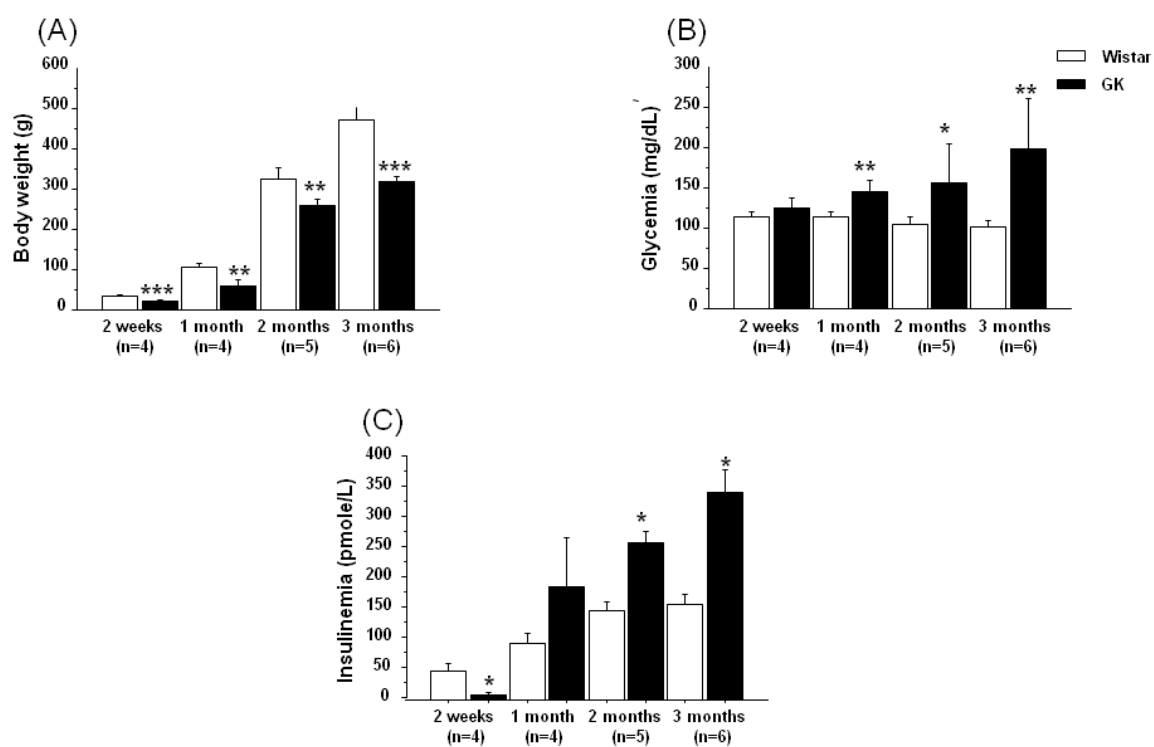 (A)
Body weight (g)
600
500
400
300
200
100
0
***
**
**
***
2 weeks 1 month 2 months 3 months
(n=4) (n=4) (n=5) (n=6)
(B)
Wistar
GK
Glycemia (mg/dL)'
300
250
200
150
100
50
0
**
*
**
2 weeks 1 month 2 months 3 months
(n=4) (n=4) (n=5) (n=6)
(C)
Insulinemia (pmole/L)
400
350
300
250
200
150
100
50
0
*
*
*
2 weeks 1 month 2 months 3 months
(n=4) (n=4) (n=5) (n=6)